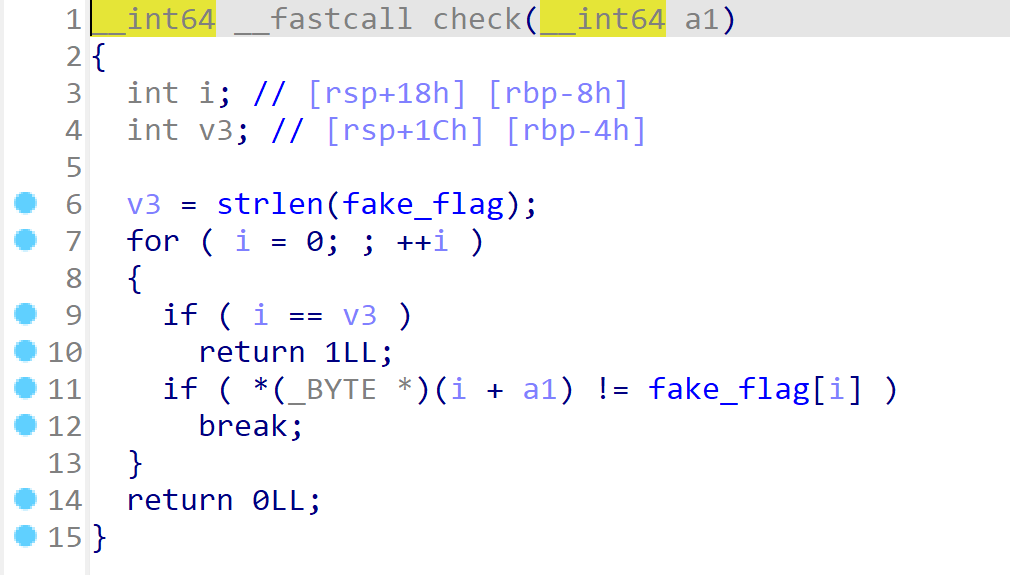 1 __int64 __fastcall check(__int64 a1)
2 {
3 int i; // [rsp+18h] [rbp-8h]
4 int v3; // [rsp+1Ch] [rbp-4h]
5
6 v3 = strlen(fake_flag);
7 for ( i = 0; ; ++i )
8 {
9 if ( i == v3 )
10 return 1LL;
11 if ( *(_BYTE *)(i + a1) != fake_flag[i] )
12 break;
13 }
14 return 0LL;
15 }